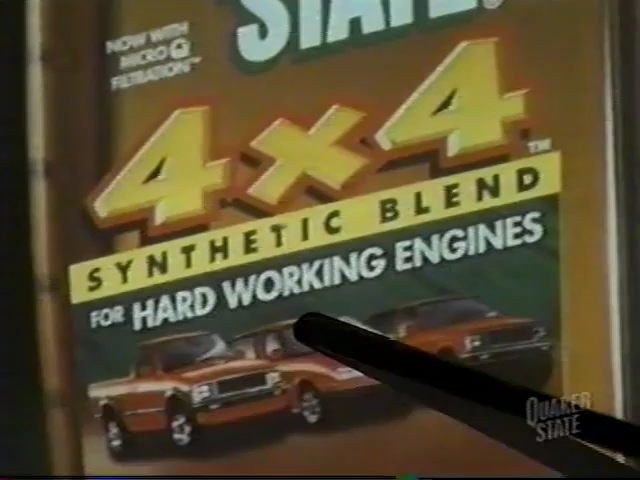 STATE®
NOW WITH
MICRO Q
FILTRATION™
4×4™
SYNTHETIC BLEND
FOR HARD WORKING ENGINES
QUAKER
STATE